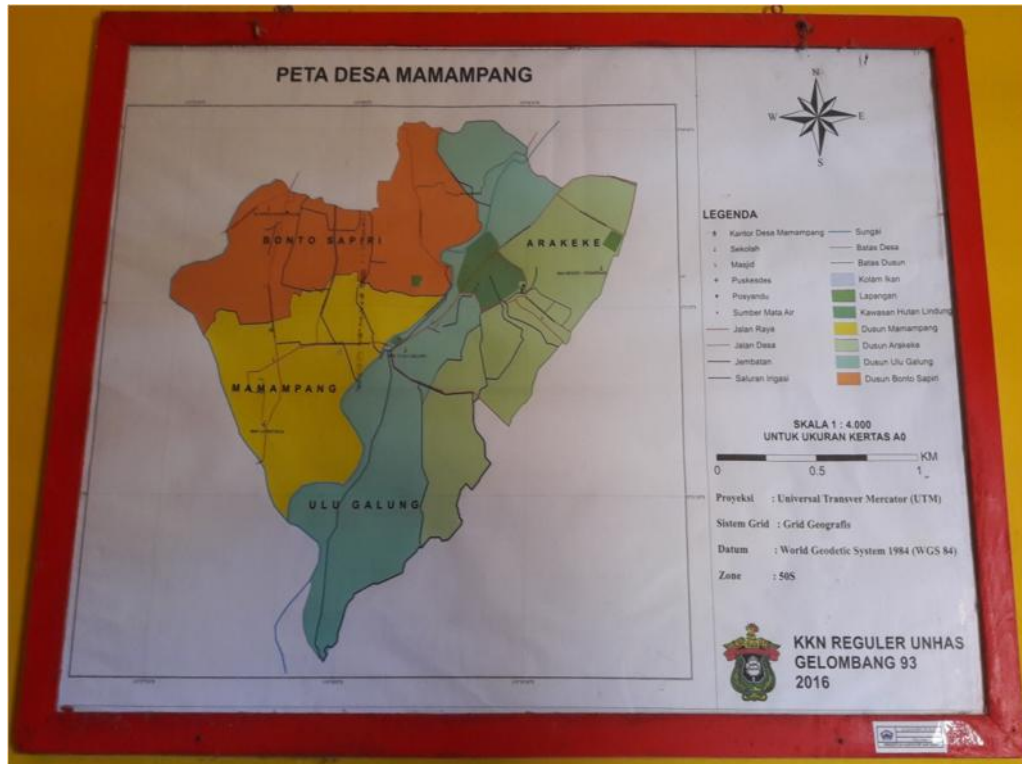 PETA DESA MAMAMPANG
N
W
E
S
BONTO SAPIRI
ARAKEKE
MAMAMPANG
ULU GALUNG
LEGENDA
Kantor Desa Mamampang
Sekolah
Masjid
Puskesdes
Posyandu
Sumber Mata Air
Jalan Raya
Jalan Desa
Jembatan
Saluran Irigasi
Sungai
Batas Desa
Batas Dusun
Kolam Ikan
Lapangan
Kawasan Hutan Lindung
Dusun Mamampang
Dusun Arakeke
Dusun Ulu Galung
Dusun Bonto Sapiri
SKALA 1 : 4.000
UNTUK UKURAN KERTAS A0
KM
0 0.5 1
Proyeksi : Universal Transver Mercator (UTM)
Sistem Grid : Grid Geografis
Datum : World Geodetic System 1984 (WGS 84)
Zone : 50S
KKN REGULER UNHAS
GELOMBANG 93
2016